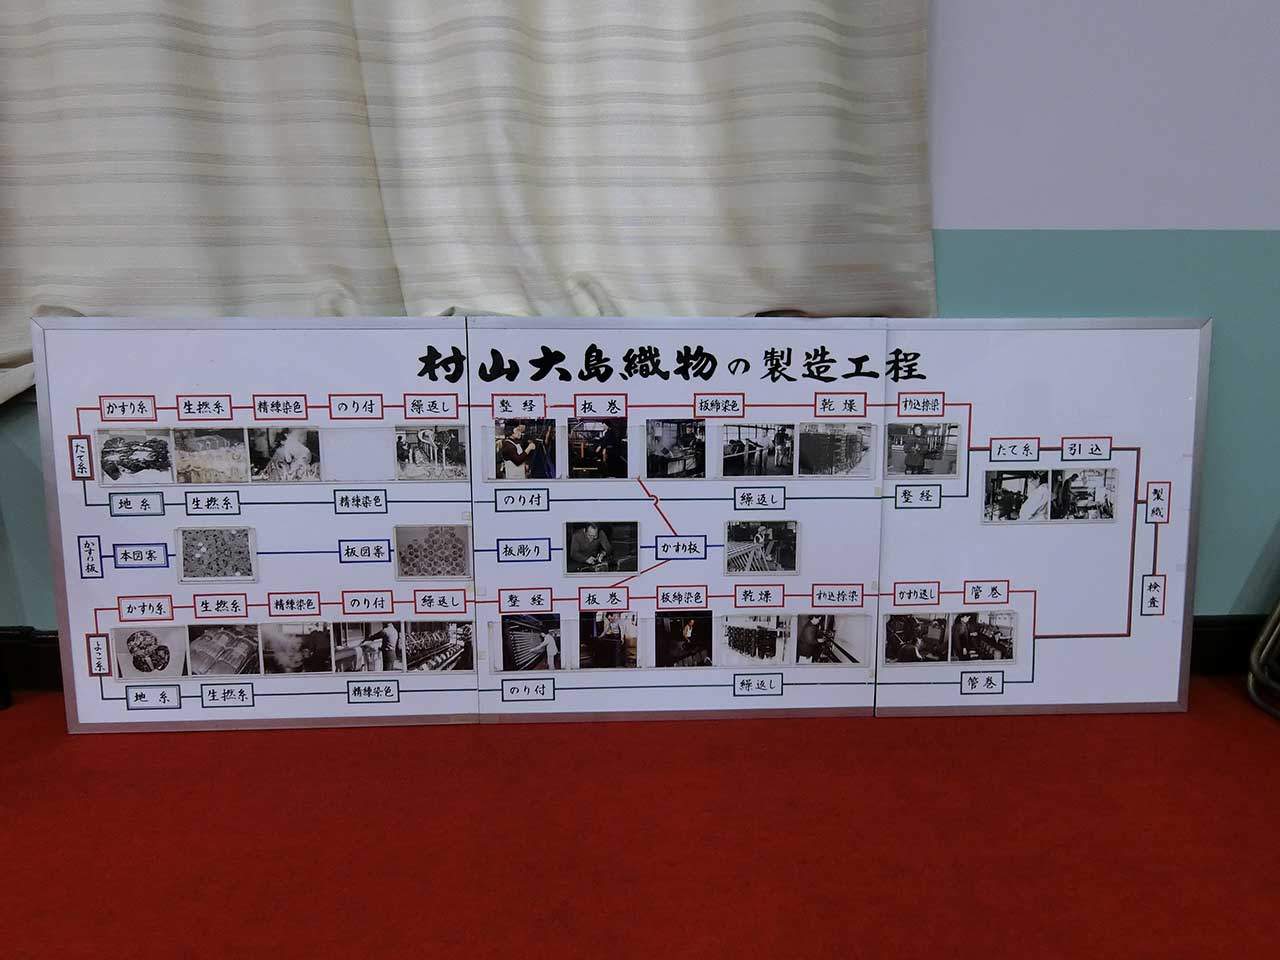 村山大島織物の製造工程
かすり糸 生撚糸 精練染色 のり付 繰返し 整経 板巻 板締染色 乾燥 すり込捺染
たて糸
たて糸 引込
地糸 生撚糸 精練染色 のり付 繰返し 整経
製織
かすり板 本図案 板図案 板彫り かすり板
検査
かすり糸 生撚糸 精練染色 のり付 繰返し 整経 板巻 板締染色 乾燥 すり込捺染 かすり返し 管巻
よこ糸
地糸 生撚糸 精練染色 のり付 繰返し 管巻